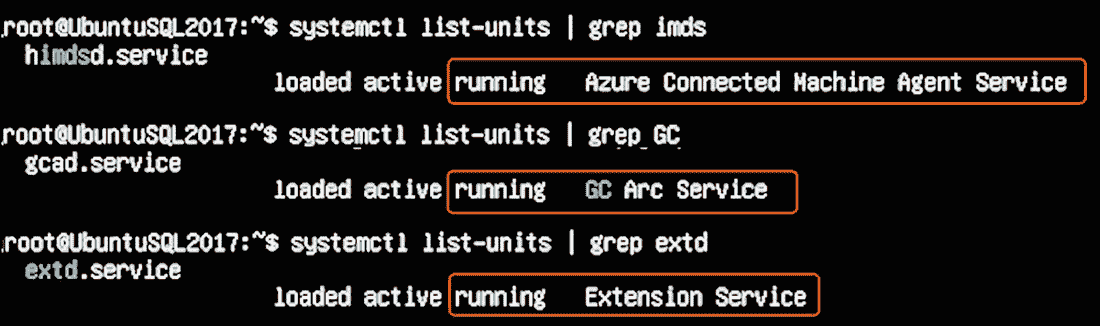 root@UbuntuSQL2017:~$ systemctl list-units | grep imds
himdsd.service
loaded active running Azure Connected Machine Agent Service
root@UbuntuSQL2017:~$ systemctl list-units | grep GC
gcad.service
loaded active running GC Arc Service
root@UbuntuSQL2017:~$ systemctl list-units | grep extd
extd.service
loaded active running Extension Service